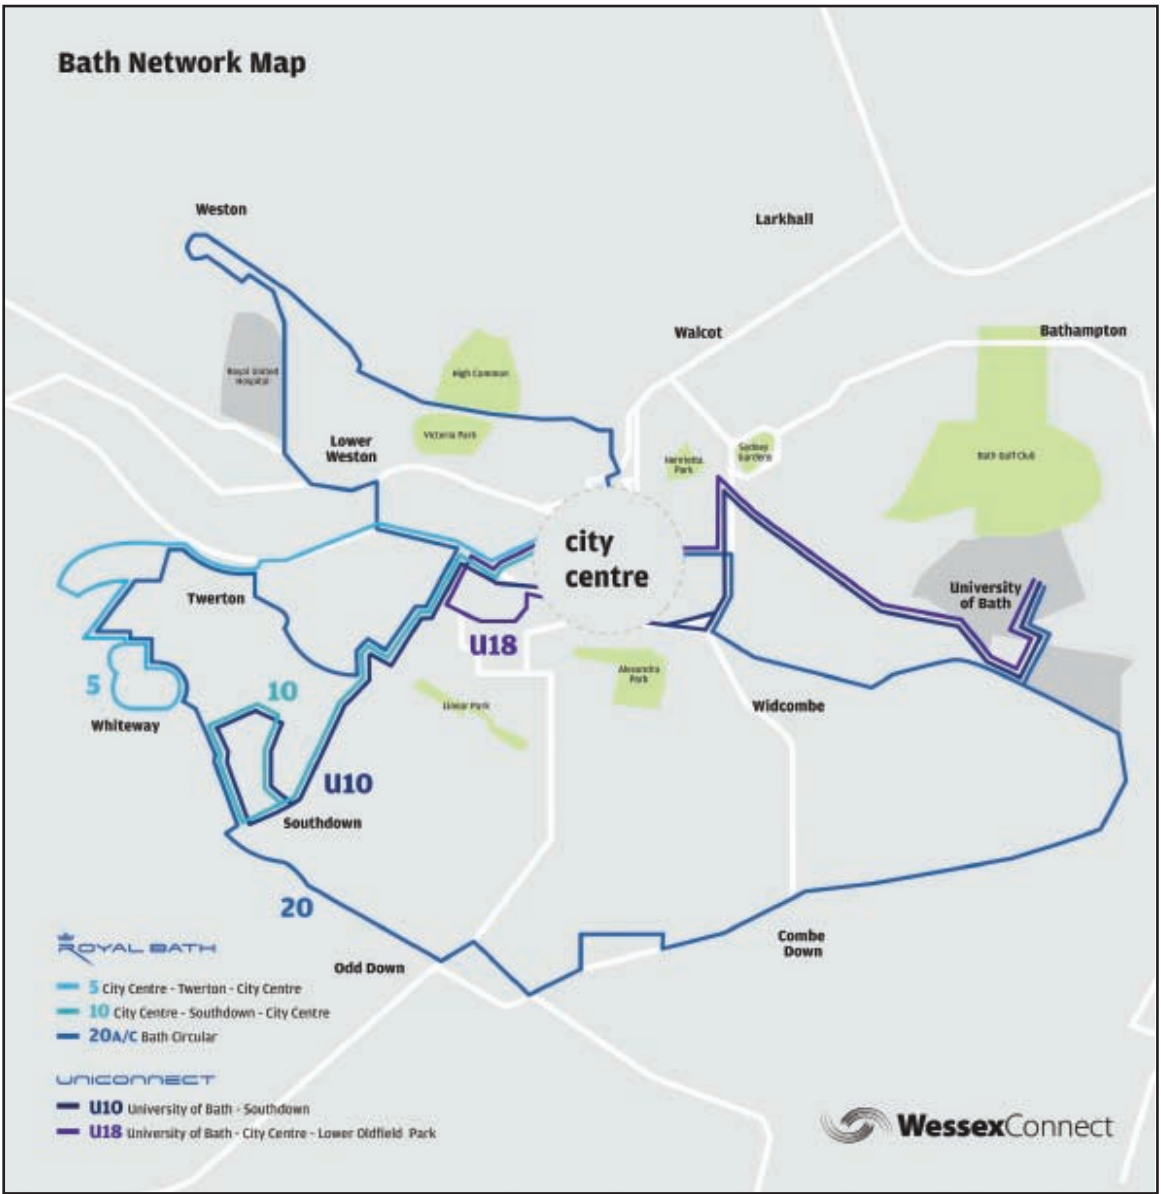 Bath Network Map
Weston
Larkhall
Walcot
Bathampton
Royal United
Hospital
High Common
Victoria Park
Lower
Weston
Henrietta
Park
Sydney
Gardens
Bath Golf Club
city
centre
University
of Bath
Twerton
U18
Alexandra
Park
5
10
Linear Park
Widcombe
Whiteway
U10
Southdown
20
Combe
Down
Odd Down
ROYAL BATH
5 City Centre - Twerton - City Centre
10 City Centre - Southdown - City Centre
20A/C Bath Circular
UNICONNECT
U10 University of Bath - Southdown
U18 University of Bath - City Centre - Lower Oldfield Park
WessexConnect